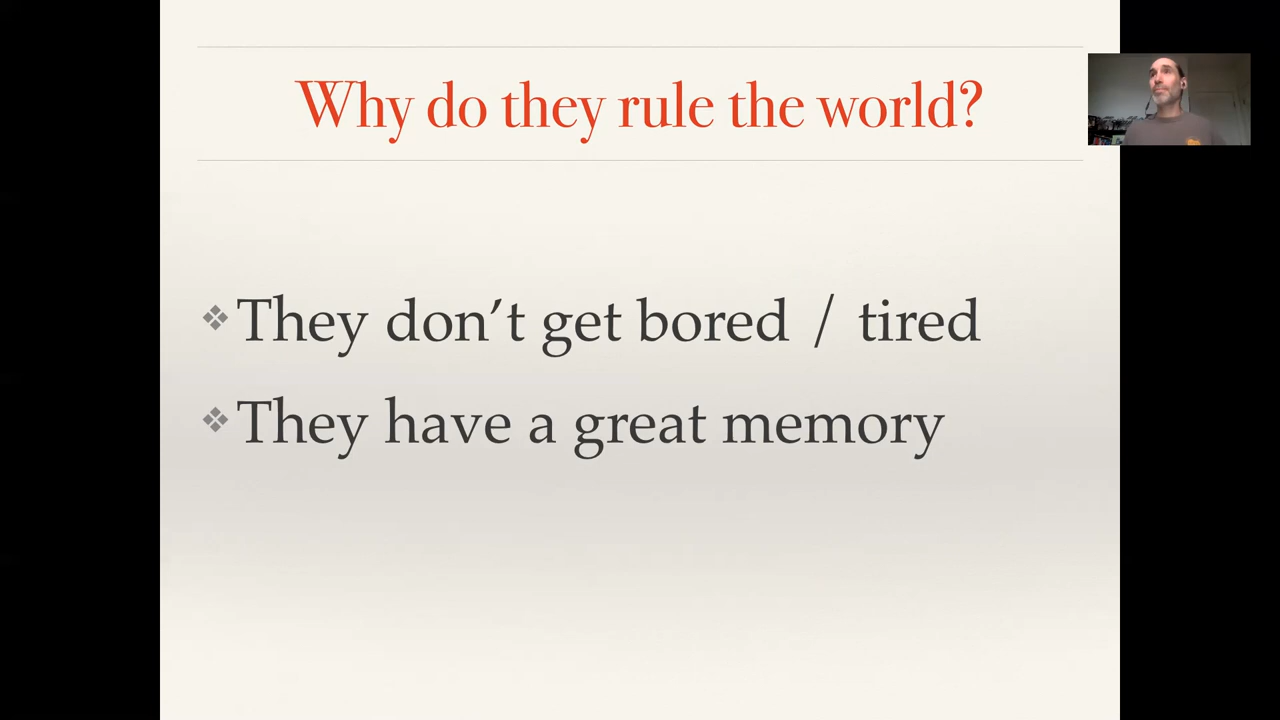 Why do they rule the world?
❖ They don’t get bored / tired
❖ They have a great memory